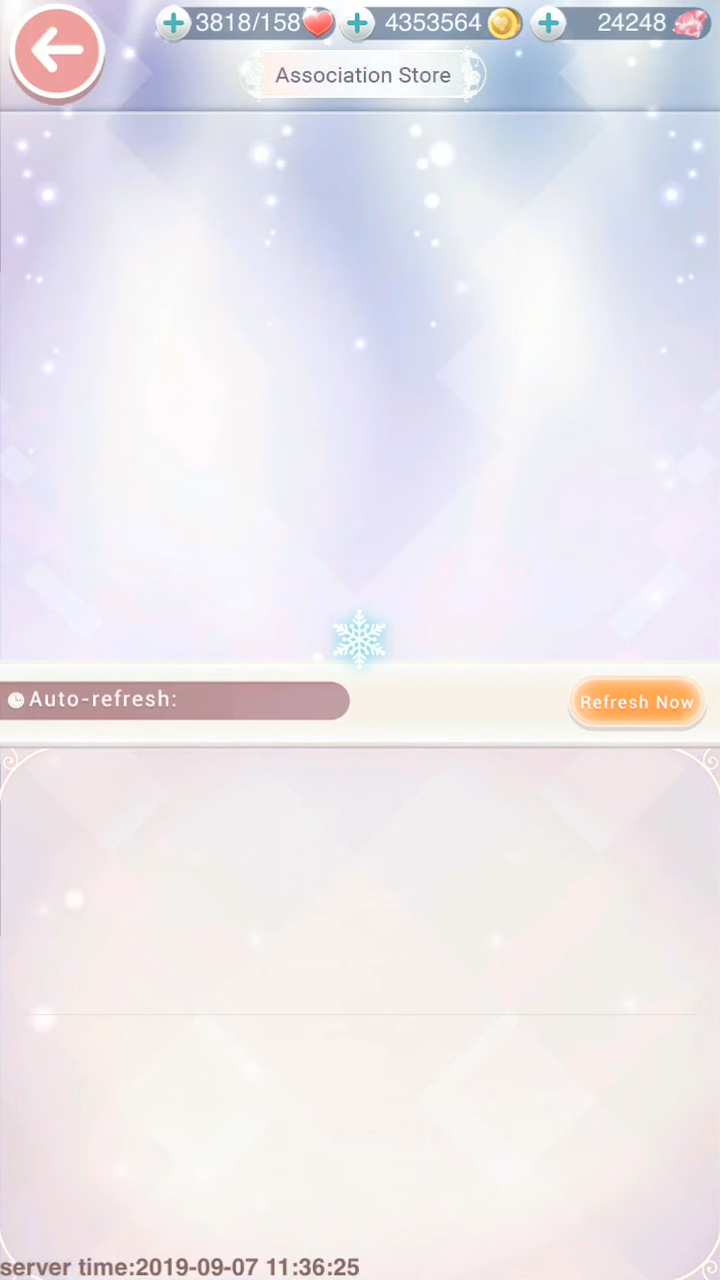 3818/158
4353564
24248
Association Store
Auto-refresh:
Refresh Now
server time:2019-09-07 11:36:25